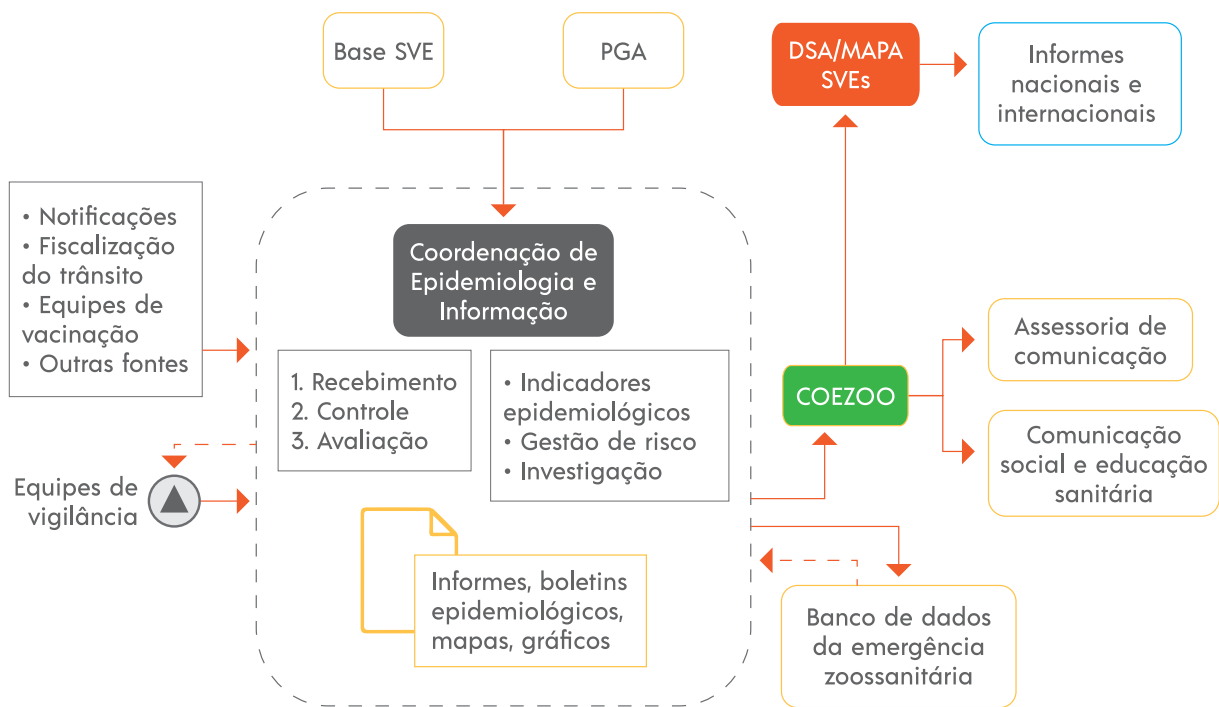 Base SVE
PGA
DSA/MAPA
SVEs
Informes
nacionais e
internacionais
• Notificações
• Fiscalização
do trânsito
• Equipes de
vacinação
• Outras fontes
Coordenação de
Epidemiologia e
Informação
1. Recebimento
2. Controle
3. Avaliação
• Indicadores
epidemiológicos
• Gestão de risco
• Investigação
COEZOO
Assessoria de
comunicação
Comunicação
social e educação
sanitária
Equipes de
vigilância
Informes, boletins
epidemiológicos,
mapas, gráficos
Banco de dados
da emergência
zoossanitária